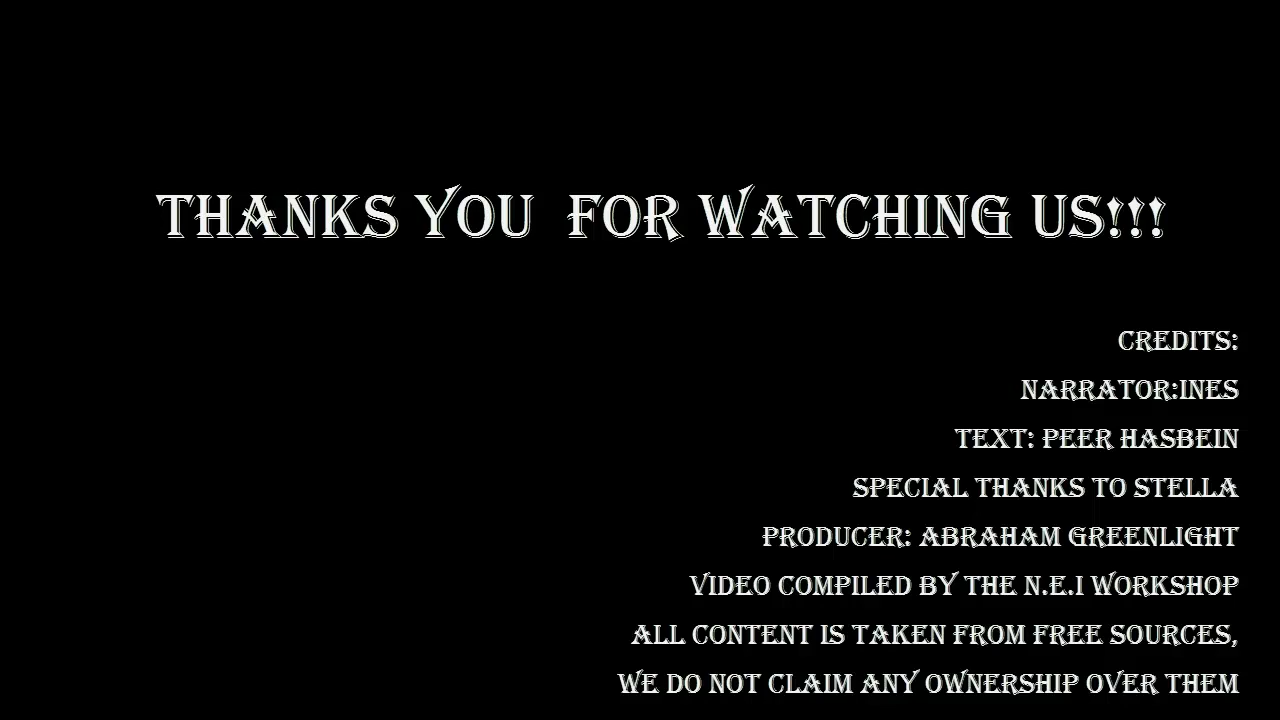 THANKS YOU  FOR WATCHING US!!!
CREDITS:
NARRATOR:INES
TEXT: PEER HASBEIN
SPECIAL THANKS TO STELLA
PRODUCER: ABRAHAM GREENLIGHT
VIDEO COMPILED BY THE N.E.I WORKSHOP
ALL CONTENT IS TAKEN FROM FREE SOURCES,
WE DO NOT CLAIM ANY OWNERSHIP OVER THEM